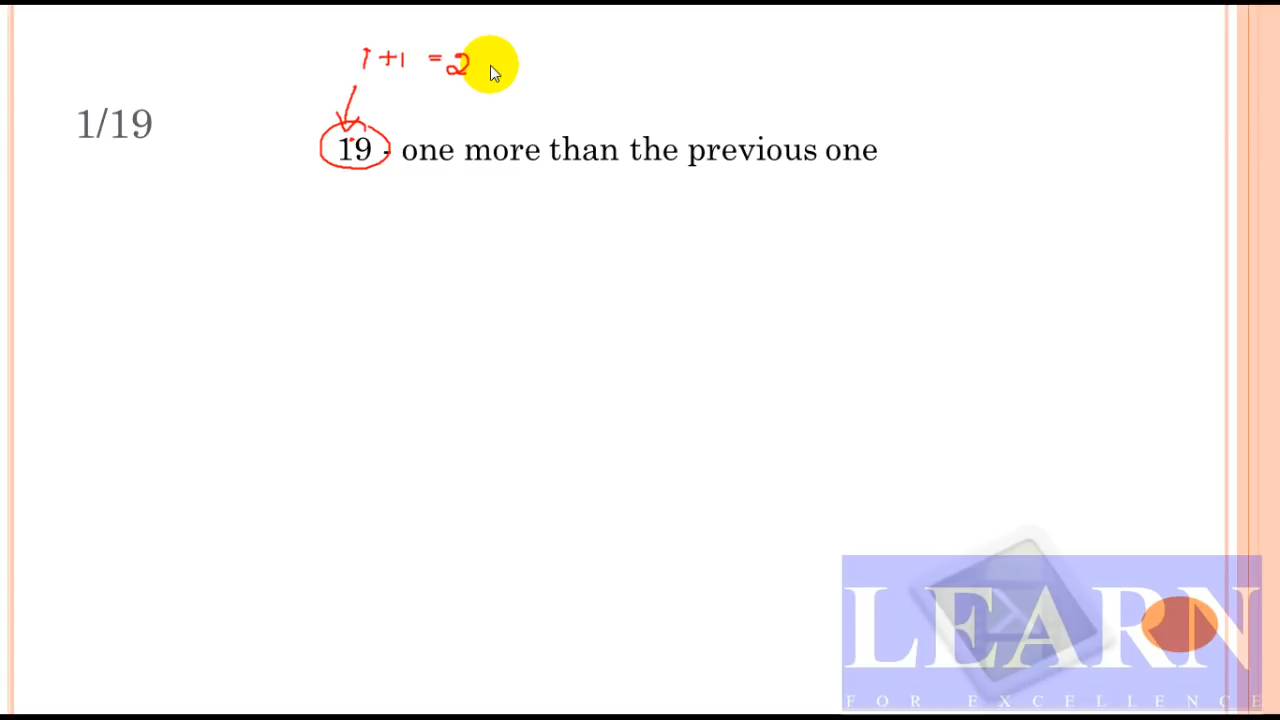 1+1 =2
1/19
19 - one more than the previous one
LEARN
FOR EXCELLENCE